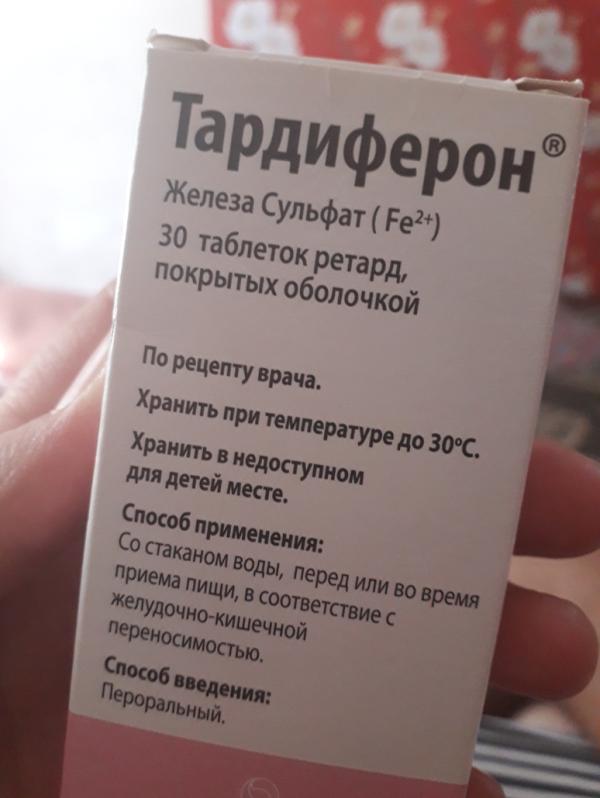 Тардиферон®
Железа Сульфат ( Fe²⁺)
30 таблеток ретард,
покрытых оболочкой
По рецепту врача.
Хранить при температуре до 30ºС.
Хранить в недоступном
для детей месте.
Способ применения:
Со стаканом воды, перед или во время
приема пищи, в соответствие с
желудочно-кишечной
переносимостью.
Способ введения:
Пероральный.